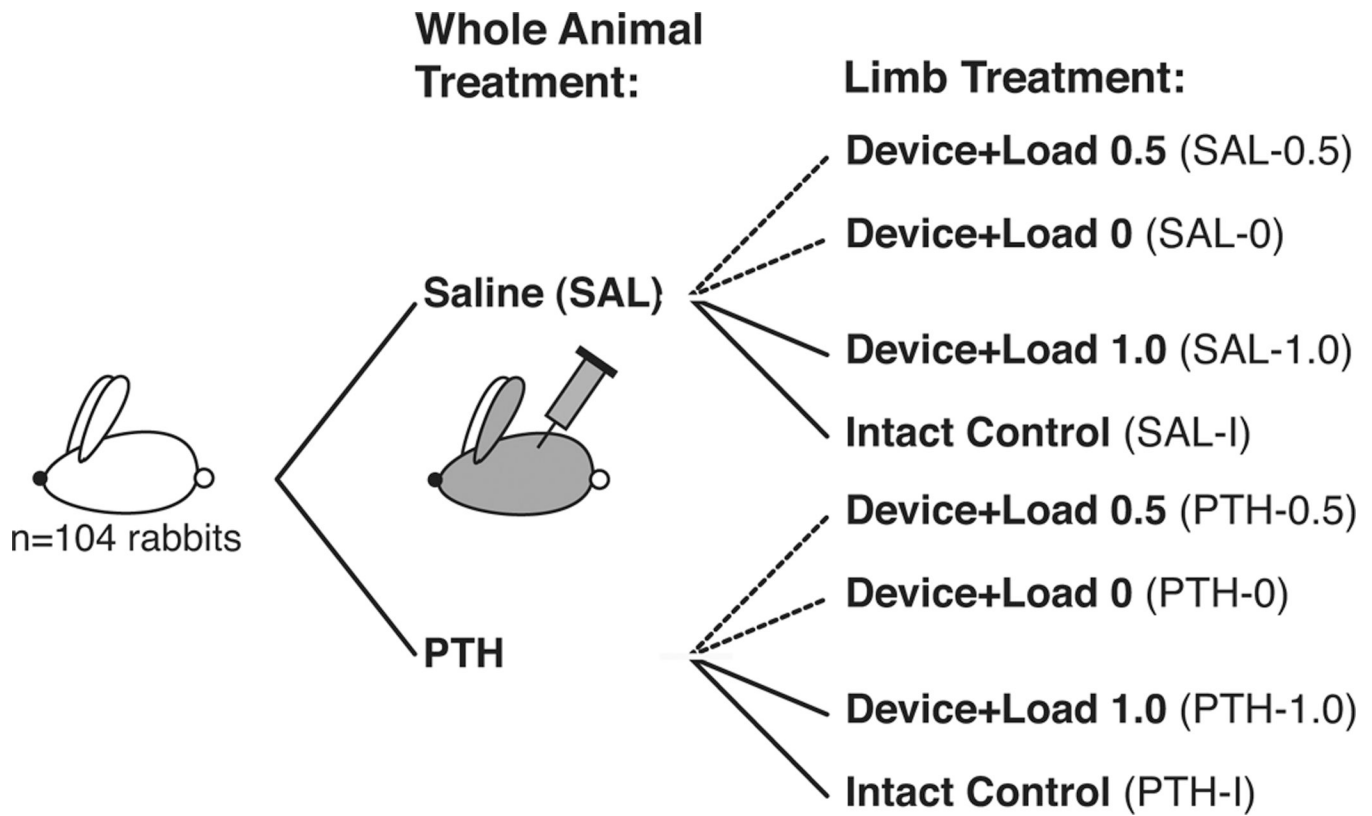 Whole Animal
Treatment:
Limb Treatment:
Device+Load 0.5 (SAL-0.5)
Device+Load 0 (SAL-0)
Saline (SAL)
Device+Load 1.0 (SAL-1.0)
Intact Control (SAL-I)
n=104 rabbits
Device+Load 0.5 (PTH-0.5)
Device+Load 0 (PTH-0)
PTH
Device+Load 1.0 (PTH-1.0)
Intact Control (PTH-I)